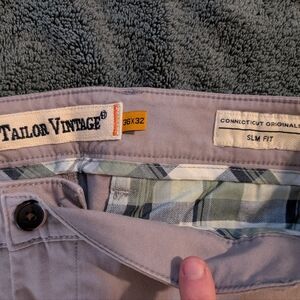 TAILOR VINTAGE®
36X32
CONNECTICUT ORIGINAL
SLIM FIT